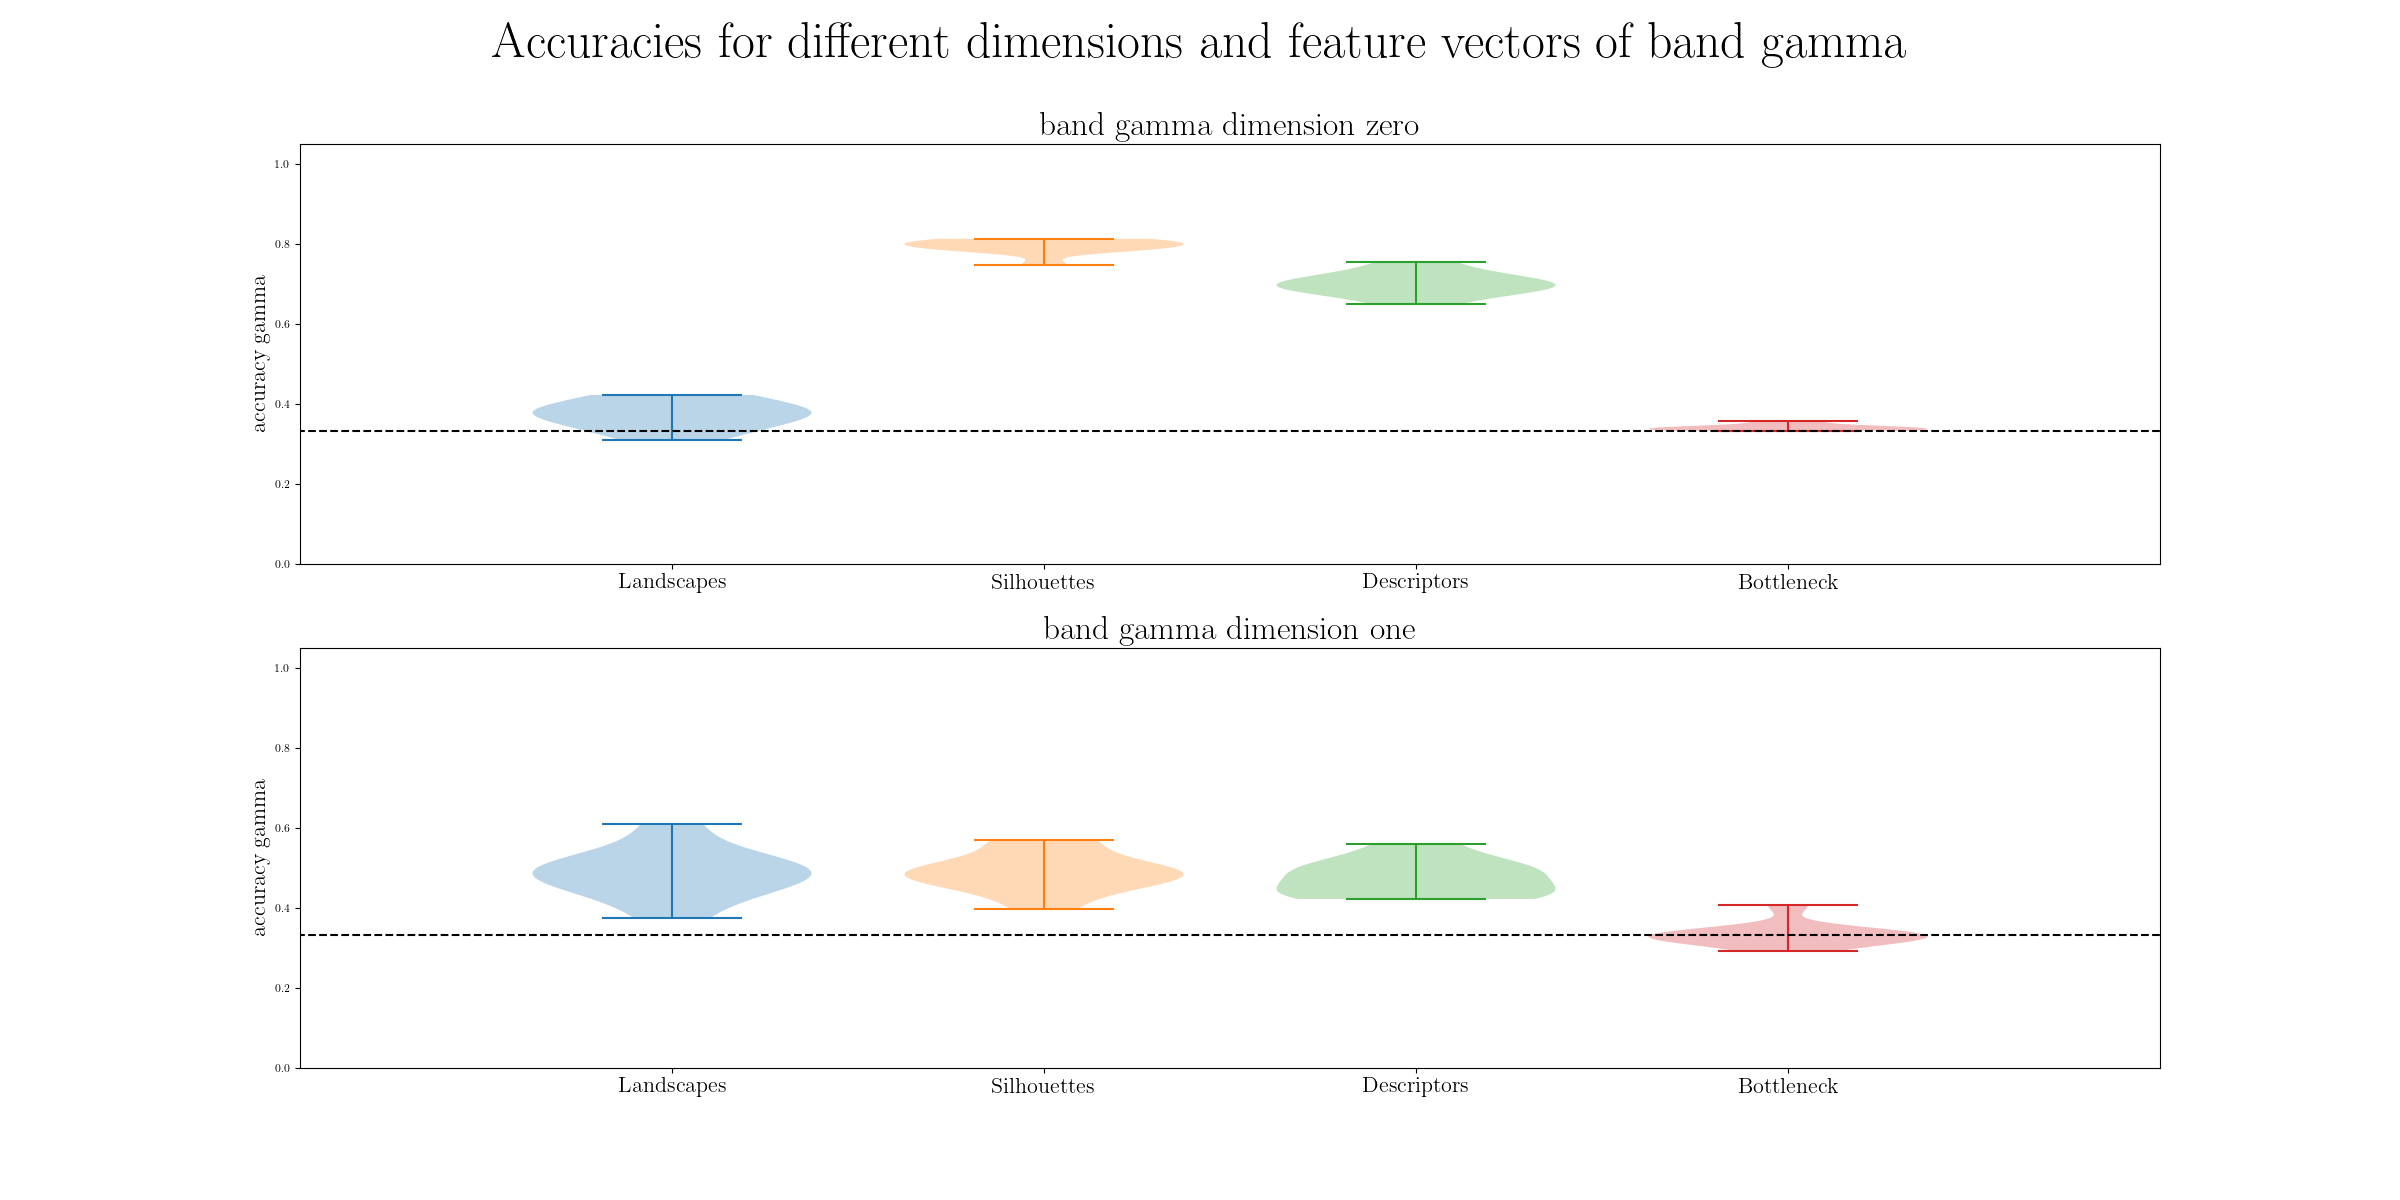 Accuracies for different dimensions and feature vectors of band gamma
band gamma dimension zero
accuracy gamma
1.0
0.8
0.6
0.4
0.2
0.0
Landscapes Silhouettes Descriptors Bottleneck
band gamma dimension one
accuracy gamma
1.0
0.8
0.6
0.4
0.2
0.0
Landscapes Silhouettes Descriptors Bottleneck